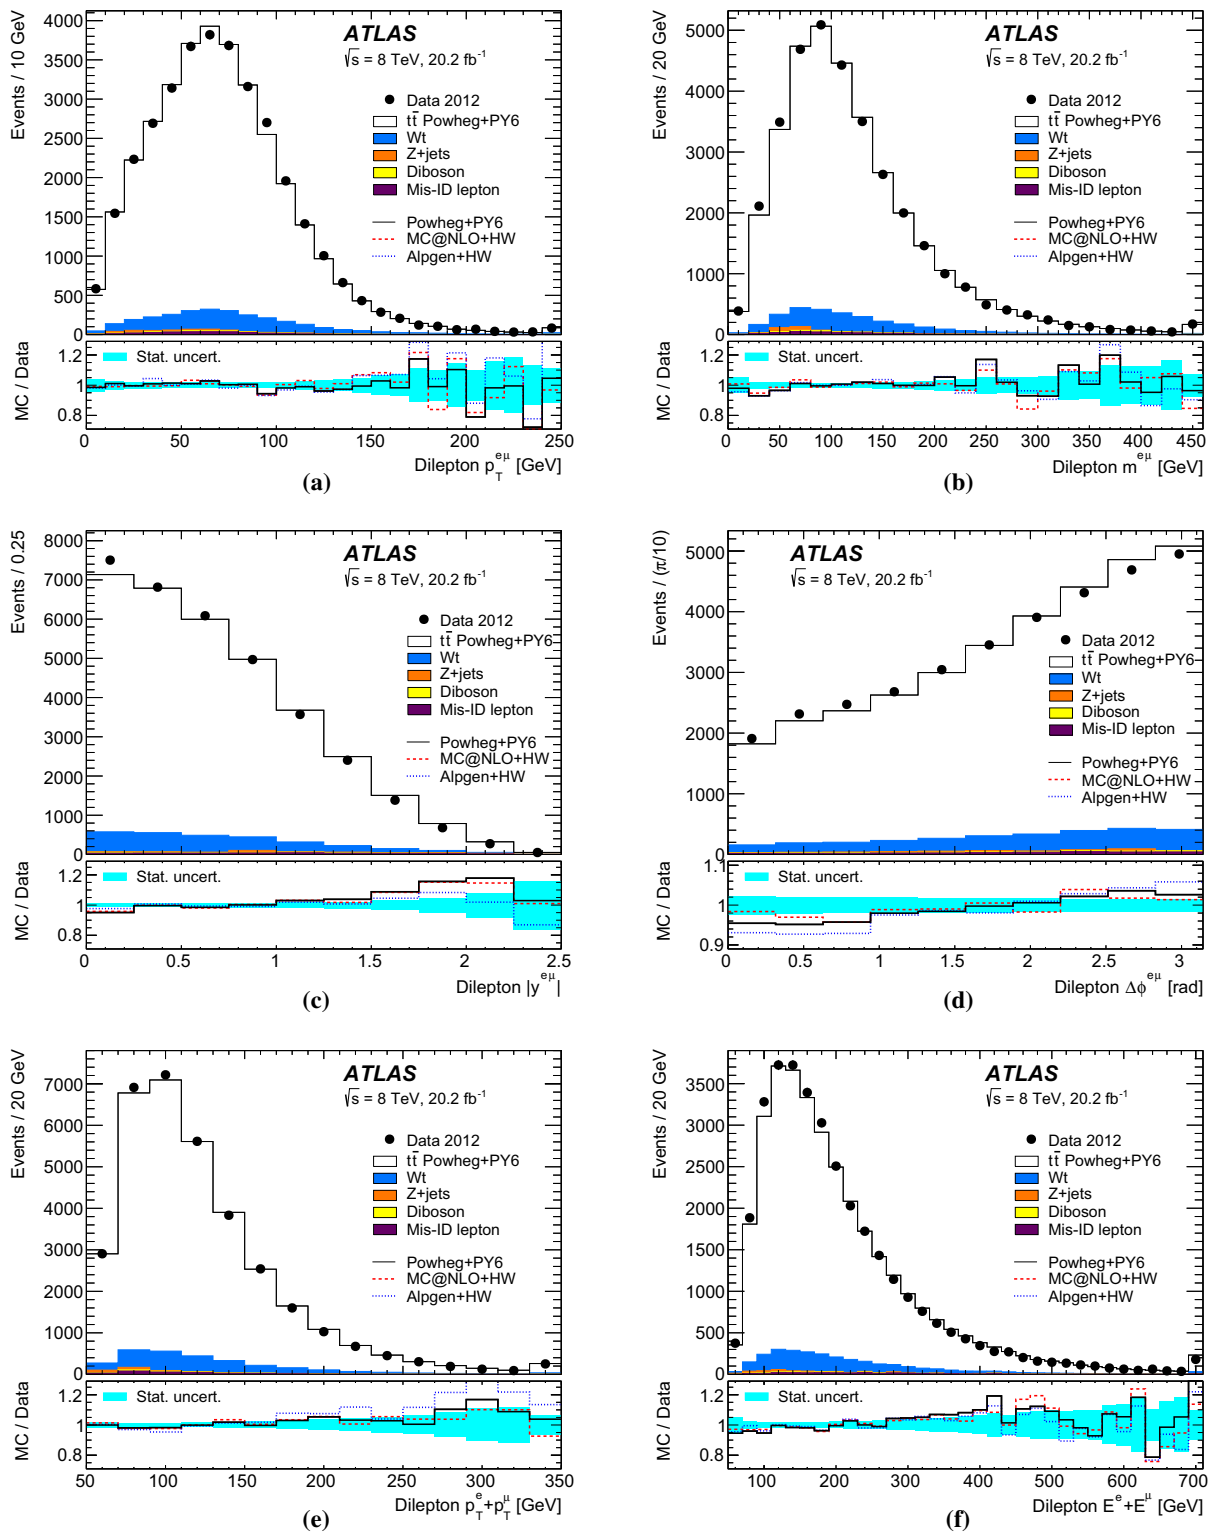 Events / 10 GeV
4000
3500
3000
2500
2000
1500
1000
500
0
ATLAS
√s = 8 TeV, 20.2 fb⁻¹
Data 2012
tt̄ Powheg+PY6
Wt
Z+jets
Diboson
Mis-ID lepton
Powheg+PY6
MC@NLO+HW
Alpgen+HW
MC / Data
1.2
1
0.8
Stat. uncert.
0 50 100 150 200 250
Dilepton p_T^eμ [GeV]
(a)
Events / 20 GeV
5000
4000
3000
2000
1000
0
ATLAS
√s = 8 TeV, 20.2 fb⁻¹
Data 2012
tt̄ Powheg+PY6
Wt
Z+jets
Diboson
Mis-ID lepton
Powheg+PY6
MC@NLO+HW
Alpgen+HW
MC / Data
1.2
1
0.8
Stat. uncert.
0 50 100 150 200 250 300 350 400 450
Dilepton m^eμ [GeV]
(b)
Events / 0.25
8000
7000
6000
5000
4000
3000
2000
1000
0
ATLAS
√s = 8 TeV, 20.2 fb⁻¹
Data 2012
tt̄ Powheg+PY6
Wt
Z+jets
Diboson
Mis-ID lepton
Powheg+PY6
MC@NLO+HW
Alpgen+HW
MC / Data
1.2
1
0.8
Stat. uncert.
0 0.5 1 1.5 2 2.5
Dilepton |y^eμ|
(c)
Events / (π/10)
5000
4000
3000
2000
1000
0
ATLAS
√s = 8 TeV, 20.2 fb⁻¹
Data 2012
tt̄ Powheg+PY6
Wt
Z+jets
Diboson
Mis-ID lepton
Powheg+PY6
MC@NLO+HW
Alpgen+HW
MC / Data
1.1
1
0.9
Stat. uncert.
0 0.5 1 1.5 2 2.5 3
Dilepton Δϕ^eμ [rad]
(d)
Events / 20 GeV
7000
6000
5000
4000
3000
2000
1000
0
ATLAS
√s = 8 TeV, 20.2 fb⁻¹
Data 2012
tt̄ Powheg+PY6
Wt
Z+jets
Diboson
Mis-ID lepton
Powheg+PY6
MC@NLO+HW
Alpgen+HW
MC / Data
1.2
1
0.8
Stat. uncert.
50 100 150 200 250 300 350
Dilepton p_T^e+p_T^μ [GeV]
(e)
Events / 20 GeV
3500
3000
2500
2000
1500
1000
500
0
ATLAS
√s = 8 TeV, 20.2 fb⁻¹
Data 2012
tt̄ Powheg+PY6
Wt
Z+jets
Diboson
Mis-ID lepton
Powheg+PY6
MC@NLO+HW
Alpgen+HW
MC / Data
1.2
1
0.8
Stat. uncert.
100 200 300 400 500 600 700
Dilepton E^e+E^μ [GeV]
(f)